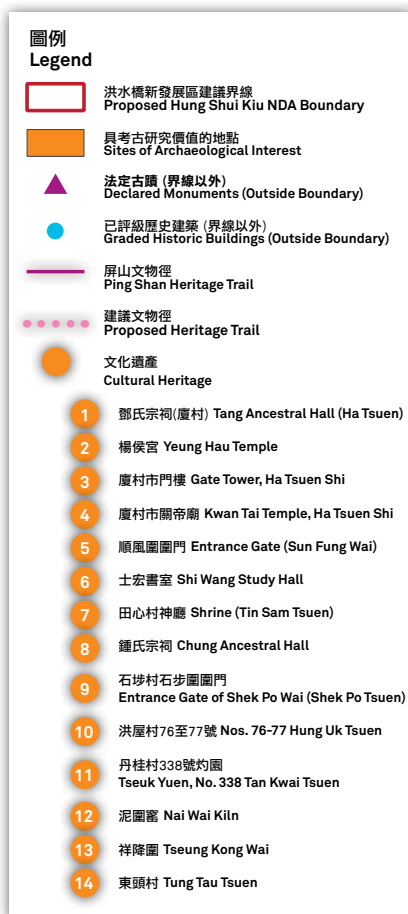 圖例
Legend
洪水橋新發展區建議界線
Proposed Hung Shui Kiu NDA Boundary
具考古研究價值的地點
Sites of Archaeological Interest
法定古蹟 (界線以外)
Declared Monuments (Outside Boundary)
已評級歷史建築 (界線以外)
Graded Historic Buildings (Outside Boundary)
屏山文物徑
Ping Shan Heritage Trail
建議文物徑
Proposed Heritage Trail
文化遺產
Cultural Heritage
1 鄧氏宗祠(廈村) Tang Ancestral Hall (Ha Tsuen)
2 楊侯宮 Yeung Hau Temple
3 廈村市門樓 Gate Tower, Ha Tsuen Shi
4 廈村市關帝廟 Kwan Tai Temple, Ha Tsuen Shi
5 順風圍圍門 Entrance Gate (Sun Fung Wai)
6 士宏書室 Shi Wang Study Hall
7 田心村神廳 Shrine (Tin Sam Tsuen)
8 鍾氏宗祠 Chung Ancestral Hall
9 石埗村石步圍圍門
Entrance Gate of Shek Po Wai (Shek Po Tsuen)
10 洪屋村76至77號 Nos. 76-77 Hung Uk Tsuen
11 丹桂村338號灼園
Tseuk Yuen, No. 338 Tan Kwai Tsuen
12 泥圍窰 Nai Wai Kiln
13 祥降圍 Tseung Kong Wai
14 東頭村 Tung Tau Tsuen